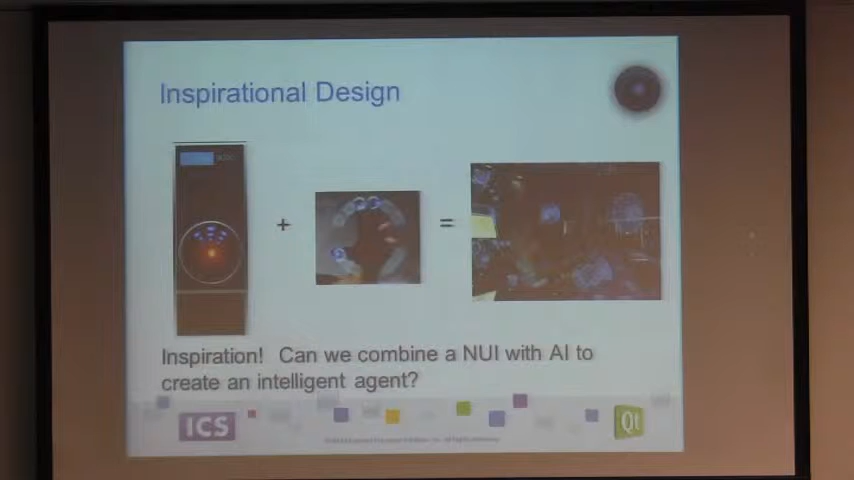 Inspirational Design
+
=
Inspiration! Can we combine a NUI with AI to
create an intelligent agent?
ICS
Qt